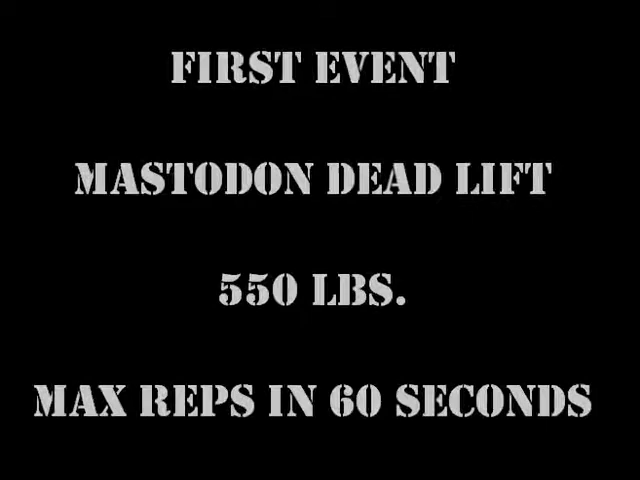 FIRST EVENT
MASTODON DEAD LIFT
550 LBS.
MAX REPS IN 60 SECONDS